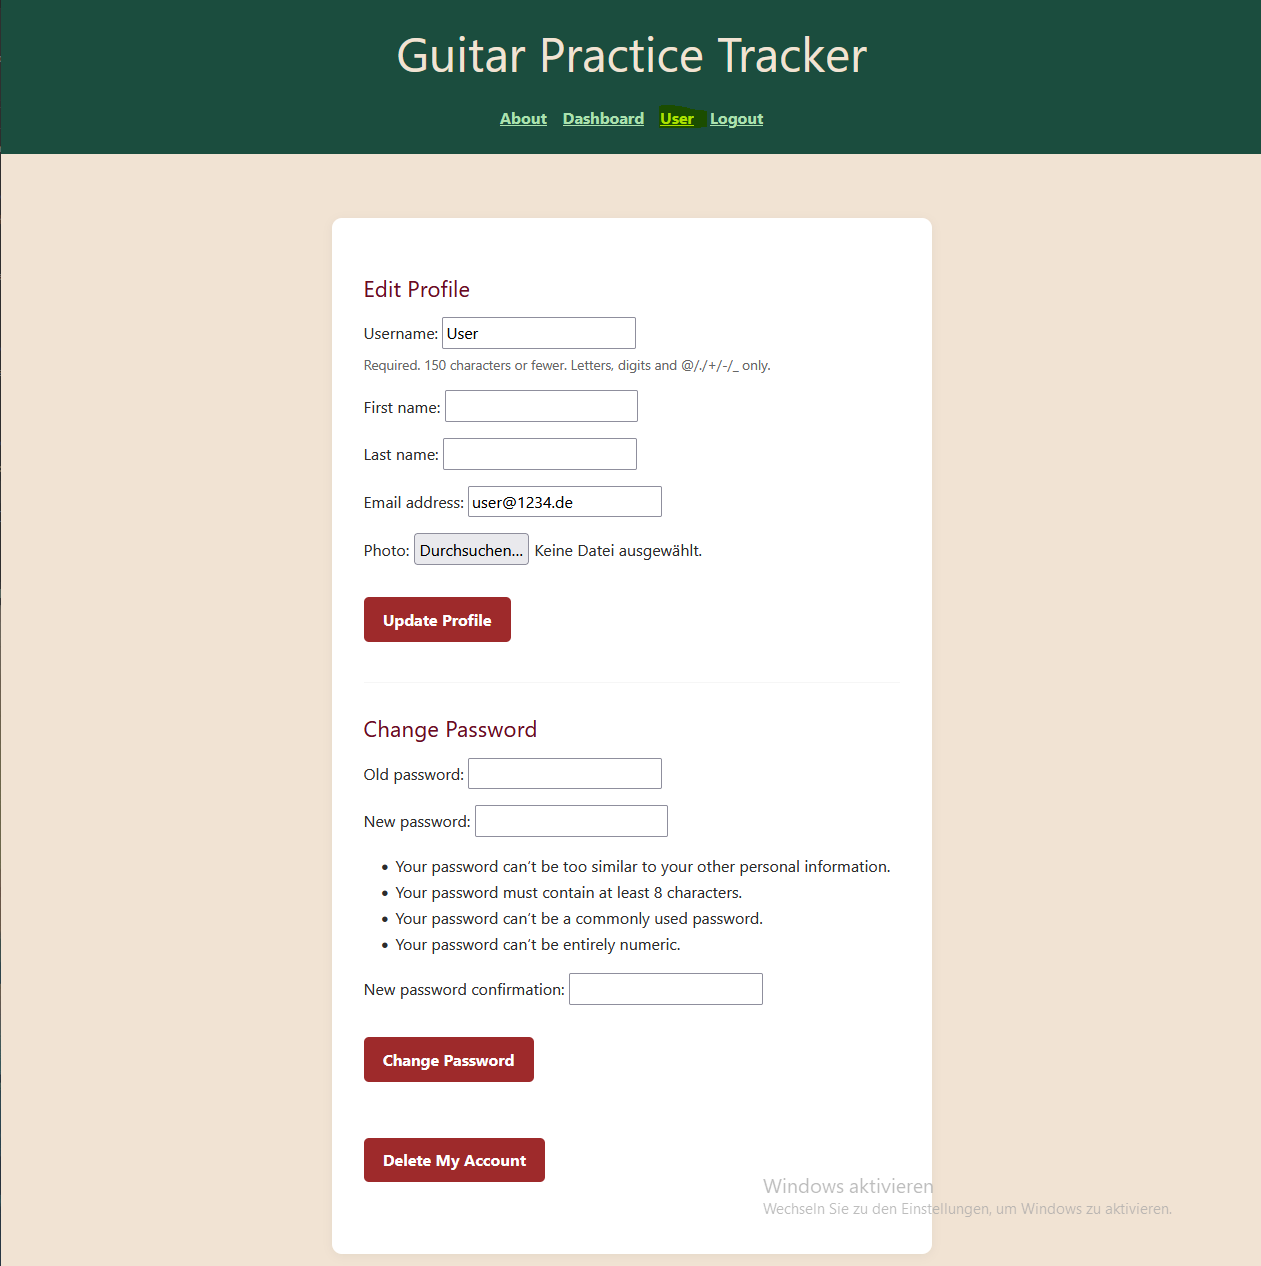 Guitar Practice Tracker
About Dashboard User Logout
Edit Profile
Username: User
Required. 150 characters or fewer. Letters, digits and @/./+/-/_ only.
First name:
Last name:
Email address: user@1234.de
Photo: Durchsuchen... Keine Datei ausgewählt.
Update Profile
Change Password
Old password:
New password:
• Your password can’t be too similar to your other personal information.
• Your password must contain at least 8 characters.
• Your password can’t be a commonly used password.
• Your password can’t be entirely numeric.
New password confirmation:
Change Password
Delete My Account
Windows aktivieren
Wechseln Sie zu den Einstellungen, um Windows zu aktivieren.